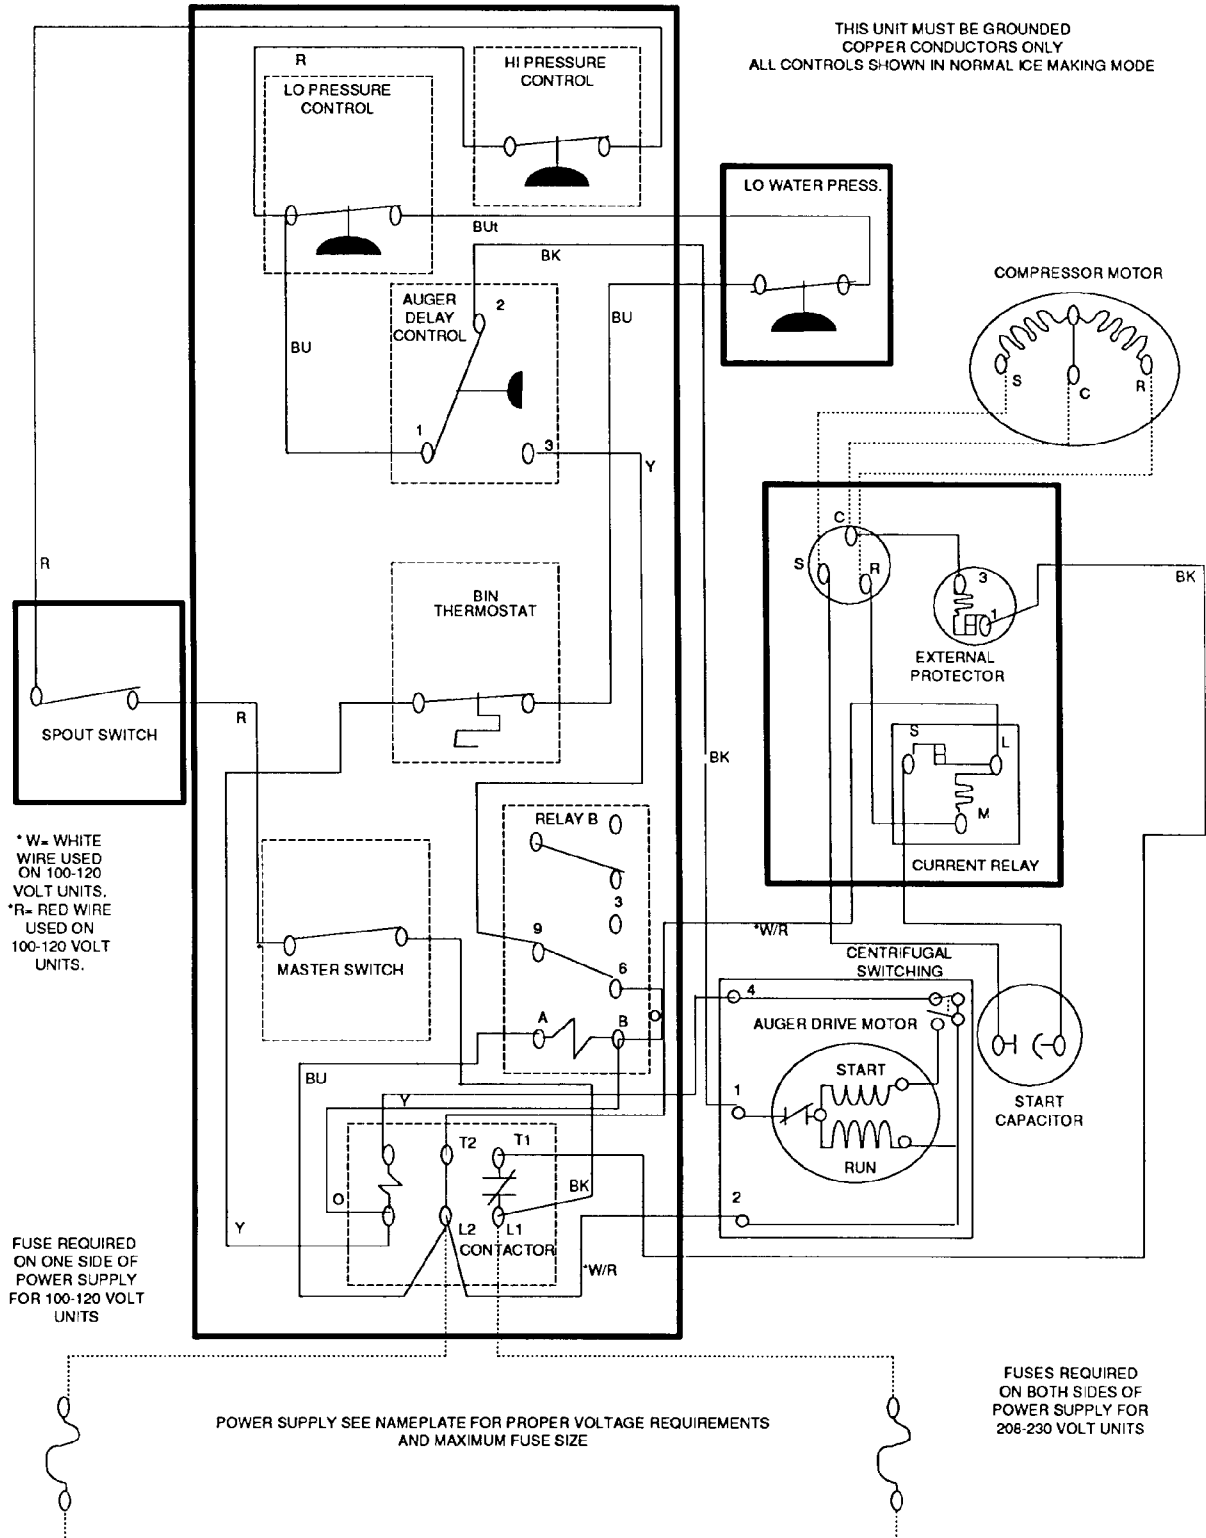 THIS UNIT MUST BE GROUNDED
COPPER CONDUCTORS ONLY
ALL CONTROLS SHOWN IN NORMAL ICE MAKING MODE
R
HI PRESSURE
CONTROL
LO PRESSURE
CONTROL
LO WATER PRESS.
BUt
BK
COMPRESSOR MOTOR
S
C
R
AUGER
DELAY
CONTROL
2
BU
BU
1
3
Y
C
S
R
3
1
BK
EXTERNAL
PROTECTOR
R
BIN
THERMOSTAT
SPOUT SWITCH
R
S
L
M
CURRENT RELAY
BK
* W= WHITE
WIRE USED
ON 100-120
VOLT UNITS.
*R= RED WIRE
USED ON
100-120 VOLT
UNITS.
RELAY B
3
9
6
A
B
O
MASTER SWITCH
*W/R
CENTRIFUGAL
SWITCHING
4
AUGER DRIVE MOTOR
START
RUN
1
2
START
CAPACITOR
BU
Y
T2
T1
O
BK
Y
L2
L1
CONTACTOR
*W/R
FUSE REQUIRED
ON ONE SIDE OF
POWER SUPPLY
FOR 100-120 VOLT
UNITS
POWER SUPPLY SEE NAMEPLATE FOR PROPER VOLTAGE REQUIREMENTS
AND MAXIMUM FUSE SIZE
FUSES REQUIRED
ON BOTH SIDES OF
POWER SUPPLY FOR
208-230 VOLT UNITS